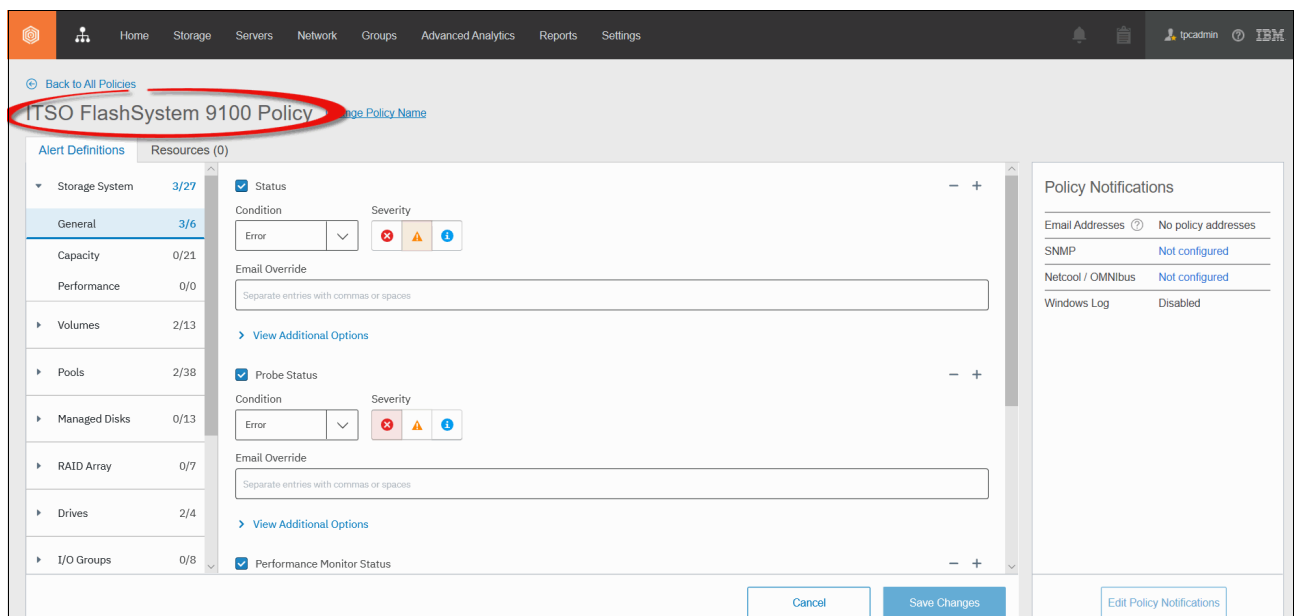 Home Storage Servers Network Groups Advanced Analytics Reports Settings tpcadmin IBM
Back to All Policies
ITSO FlashSystem 9100 Policy nge Policy Name
Alert Definitions Resources (0)
Storage System 3/27
General 3/6
Capacity 0/21
Performance 0/0
Volumes 2/13
Pools 2/38
Managed Disks 0/13
RAID Array 0/7
Drives 2/4
I/O Groups 0/8
Status
Condition Severity
Error
Email Override
Separate entries with commas or spaces
View Additional Options
Probe Status
Condition Severity
Error
Email Override
Separate entries with commas or spaces
View Additional Options
Performance Monitor Status
Cancel Save Changes
Policy Notifications
Email Addresses ? No policy addresses
SNMP Not configured
Netcool / OMNIbus Not configured
Windows Log Disabled
Edit Policy Notifications